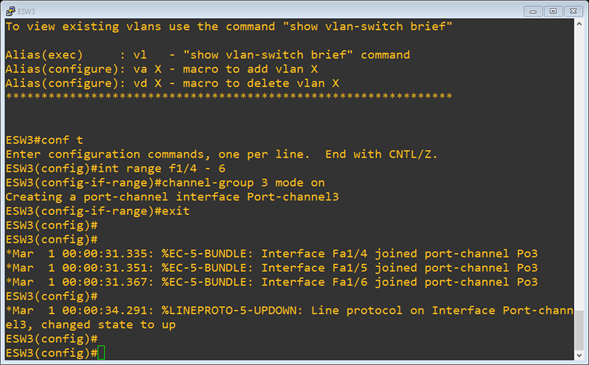 ESW3
To view existing vlans use the command "show vlan-switch brief"
Alias(exec)     : vl   - "show vlan-switch brief" command
Alias(configure): va X - macro to add vlan X
Alias(configure): vd X - macro to delete vlan X
***************************************************************
ESW3#conf t
Enter configuration commands, one per line.  End with CNTL/Z.
ESW3(config)#int range f1/4 - 6
ESW3(config-if-range)#channel-group 3 mode on
Creating a port-channel interface Port-channel3
ESW3(config-if-range)#exit
ESW3(config)#
ESW3(config)#
*Mar  1 00:00:31.335: %EC-5-BUNDLE: Interface Fa1/4 joined port-channel Po3
*Mar  1 00:00:31.351: %EC-5-BUNDLE: Interface Fa1/5 joined port-channel Po3
*Mar  1 00:00:31.367: %EC-5-BUNDLE: Interface Fa1/6 joined port-channel Po3
ESW3(config)#
*Mar  1 00:00:34.291: %LINEPROTO-5-UPDOWN: Line protocol on Interface Port-chann
el3, changed state to up
ESW3(config)#
ESW3(config)#